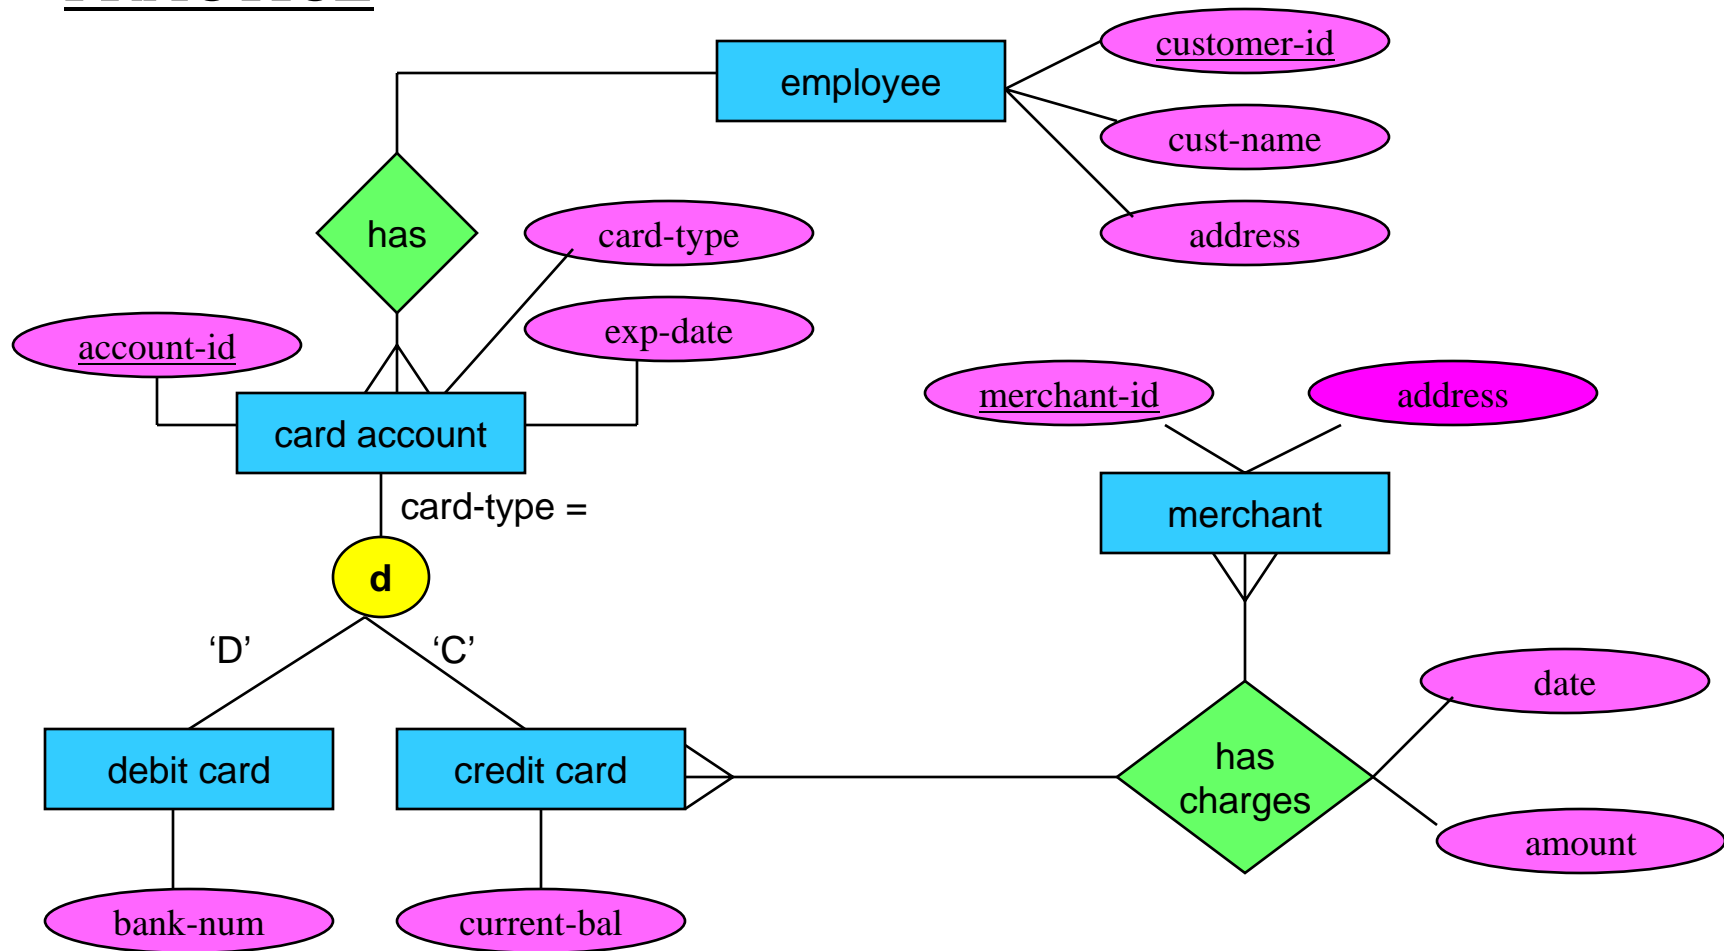 employee
customer-id
cust-name
address
has
card-type
exp-date
account-id
card account
merchant-id
address
merchant
card-type =
d
‘D’
‘C’
debit card
credit card
has
charges
date
amount
bank-num
current-bal